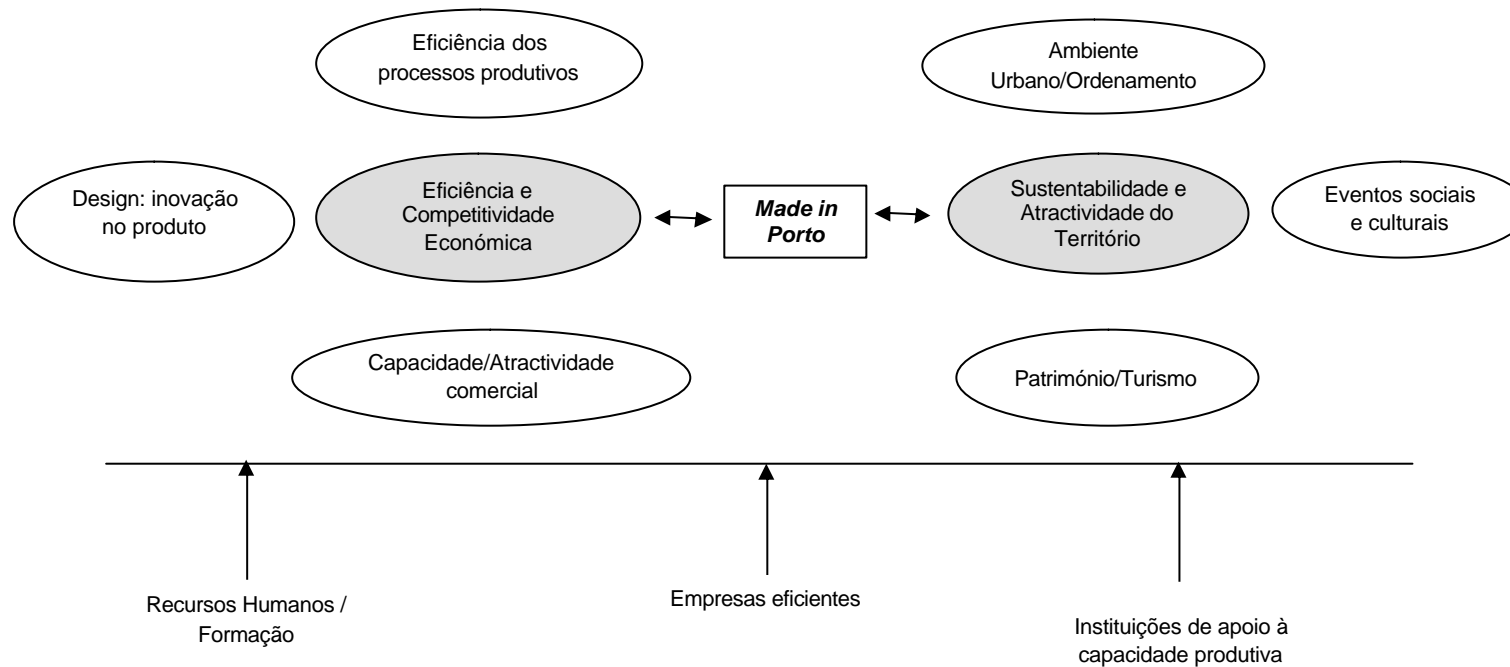 Eficiência dos
processos produtivos
Ambiente
Urbano/Ordenamento
Design: inovação
no produto
Eficiência e
Competitividade
Económica
Made in
Porto
Sustentabilidade e
Atractividade do
Território
Eventos sociais
e culturais
Capacidade/Atractividade
comercial
Património/Turismo
Recursos Humanos /
Formação
Empresas eficientes
Instituições de apoio à
capacidade produtiva